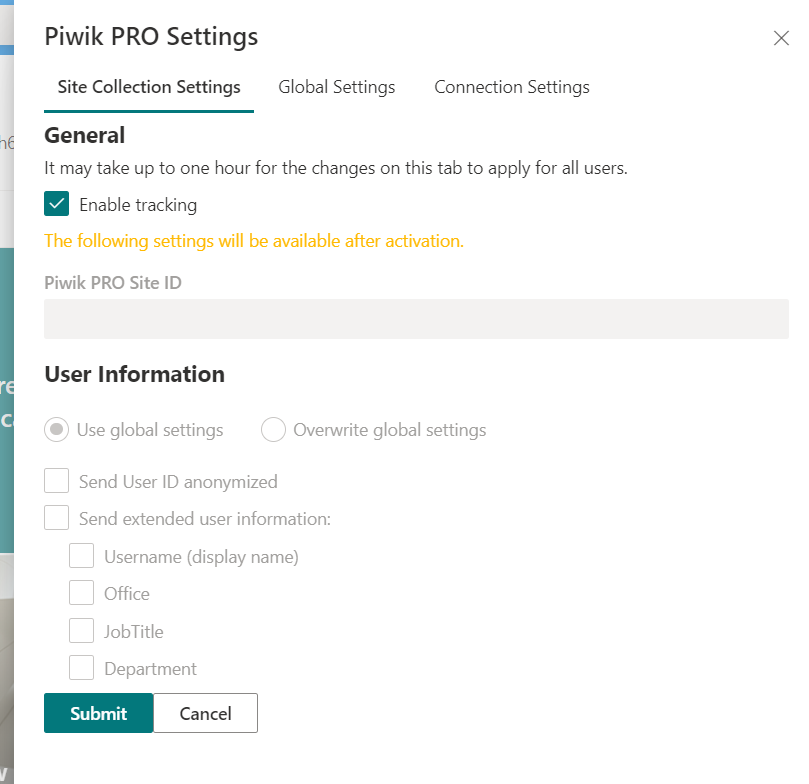 Piwik PRO Settings
Site Collection Settings Global Settings Connection Settings
General
It may take up to one hour for the changes on this tab to apply for all users.
Enable tracking
The following settings will be available after activation.
Piwik PRO Site ID
User Information
Use global settings Overwrite global settings
Send User ID anonymized
Send extended user information:
Username (display name)
Office
JobTitle
Department
Submit Cancel